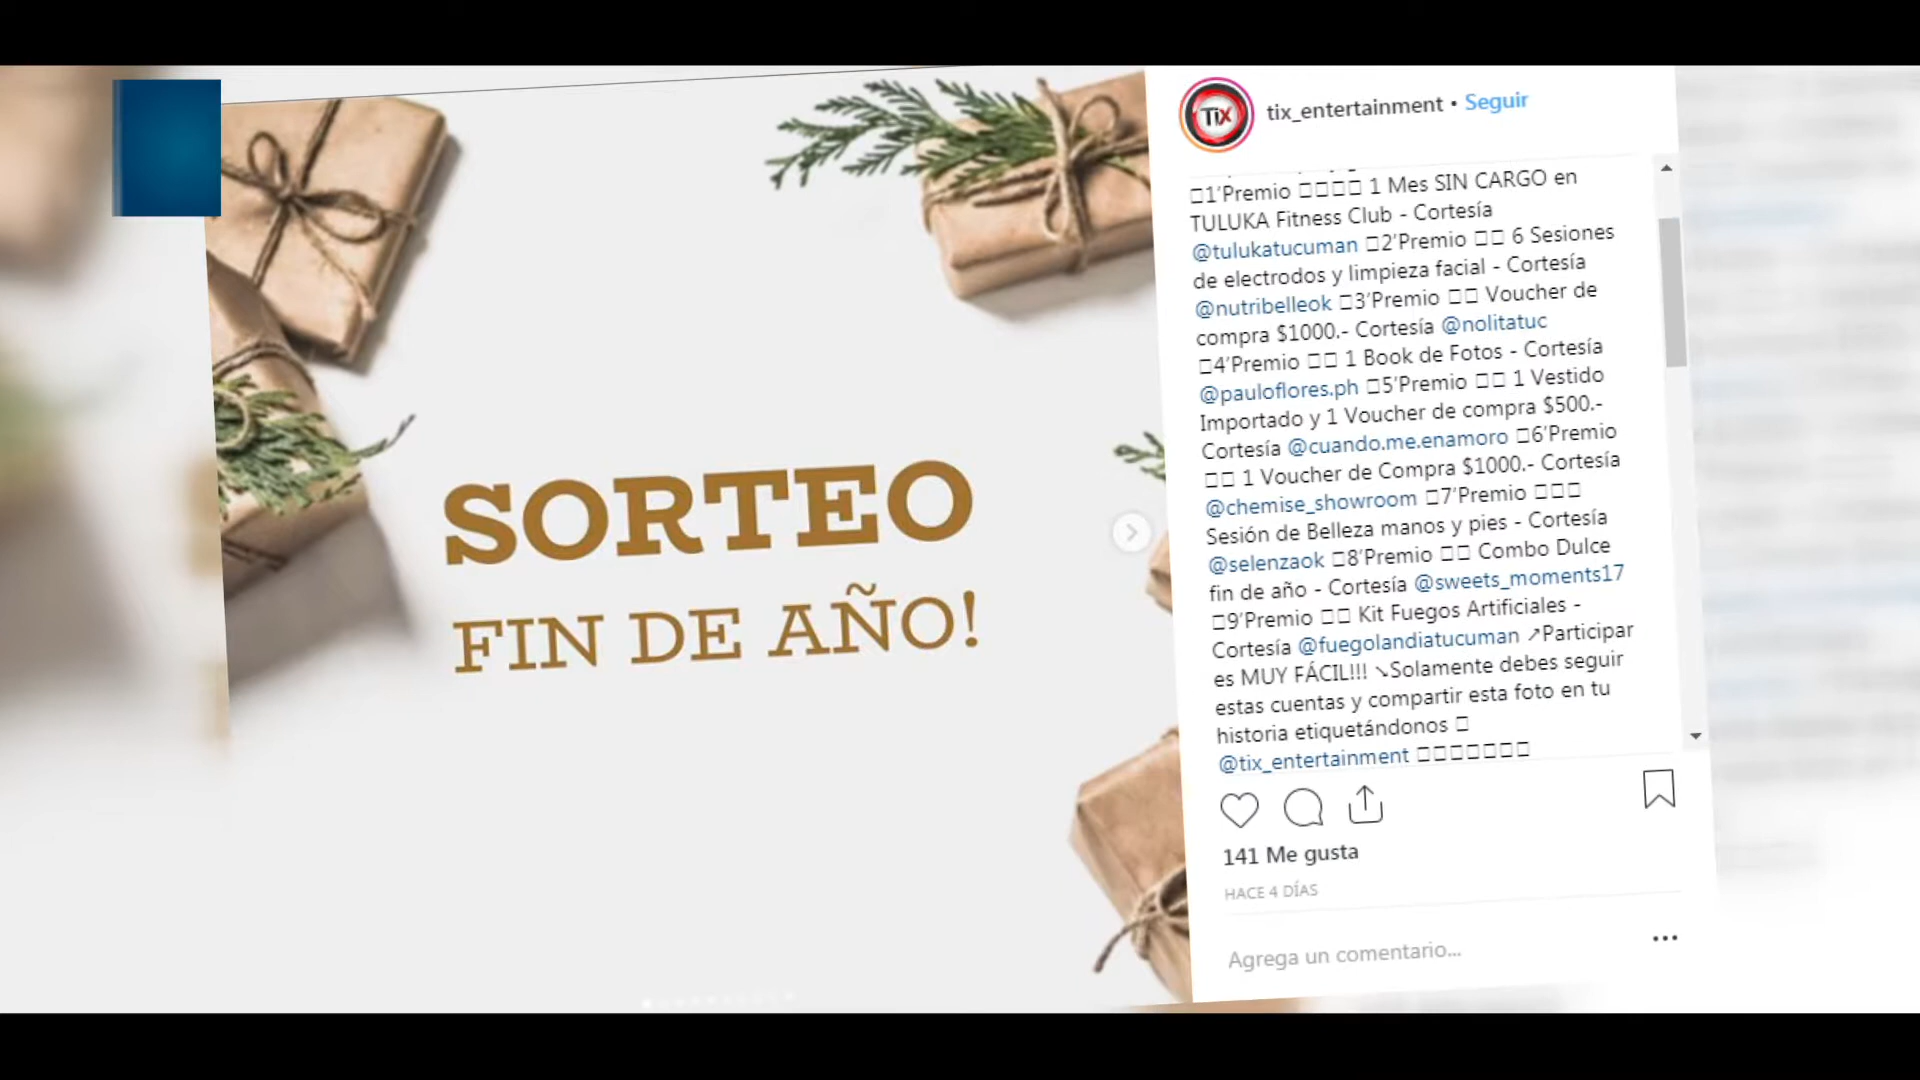 SORTEO
FIN DE AÑO!
TiX
tix_entertainment • Seguir
1'Premio 1 Mes SIN CARGO en
TULUKA Fitness Club - Cortesía
@tulukatucuman 2'Premio 6 Sesiones
de electrodos y limpieza facial - Cortesía
@nutribelleok 3'Premio Voucher de
compra $1000.- Cortesía @nolitatuc
4'Premio 1 Book de Fotos - Cortesía
@pauloflores.ph 5'Premio 1 Vestido
Importado y 1 Voucher de compra $500.-
Cortesía @cuando.me.enamoro 6'Premio
1 Voucher de Compra $1000.- Cortesía
@chemise_showroom 7'Premio
Sesión de Belleza manos y pies - Cortesía
@selenzaok 8'Premio Combo Dulce
fin de año - Cortesía @sweets_moments17
9'Premio Kit Fuegos Artificiales -
Cortesía @fuegolandiatucuman ↗Participar
es MUY FÁCIL!!! ↘Solamente debes seguir
estas cuentas y compartir esta foto en tu
historia etiquetándonos
@tix_entertainment
141 Me gusta
HACE 4 DÍAS
Agrega un comentario...